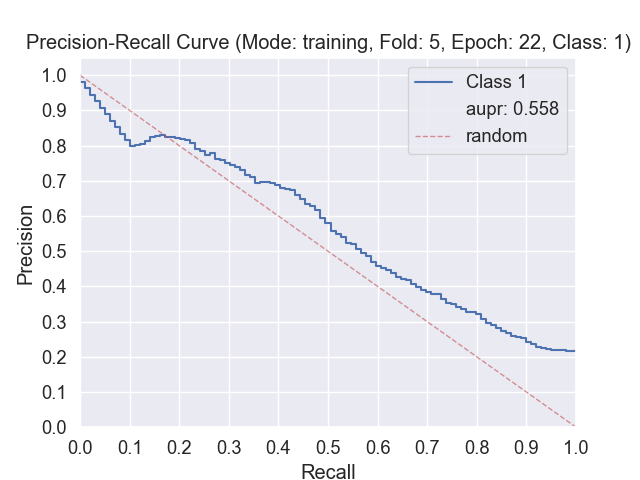 Precision-Recall Curve (Mode: training, Fold: 5, Epoch: 22, Class: 1)
Class 1
aupr: 0.558
random
Precision
1.0
0.9
0.8
0.7
0.6
0.5
0.4
0.3
0.2
0.1
0.0
0.0 0.1 0.2 0.3 0.4 0.5 0.6 0.7 0.8 0.9 1.0
Recall